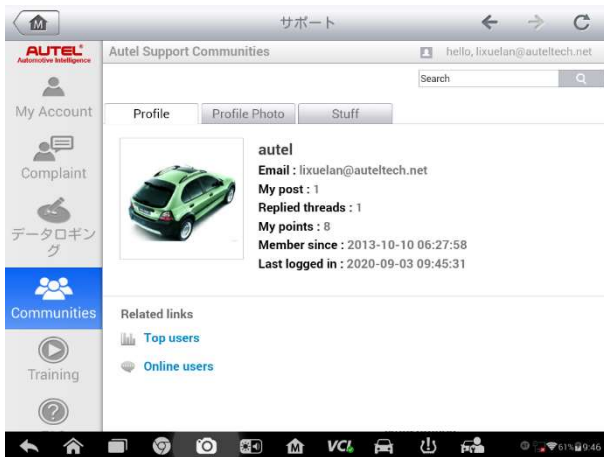 サポート
AUTEL
Automotive Intelligence
Autel Support Communities
hello, lixuelan@auteltech.net
Search
My Account
Complaint
データロギング
Communities
Training
Profile
Profile Photo
Stuff
autel
Email : lixuelan@auteltech.net
My post : 1
Replied threads : 1
My points : 8
Member since : 2013-10-10 06:27:58
Last logged in : 2020-09-03 09:45:31
Related links
Top users
Online users
M
VCI
61%
9:46